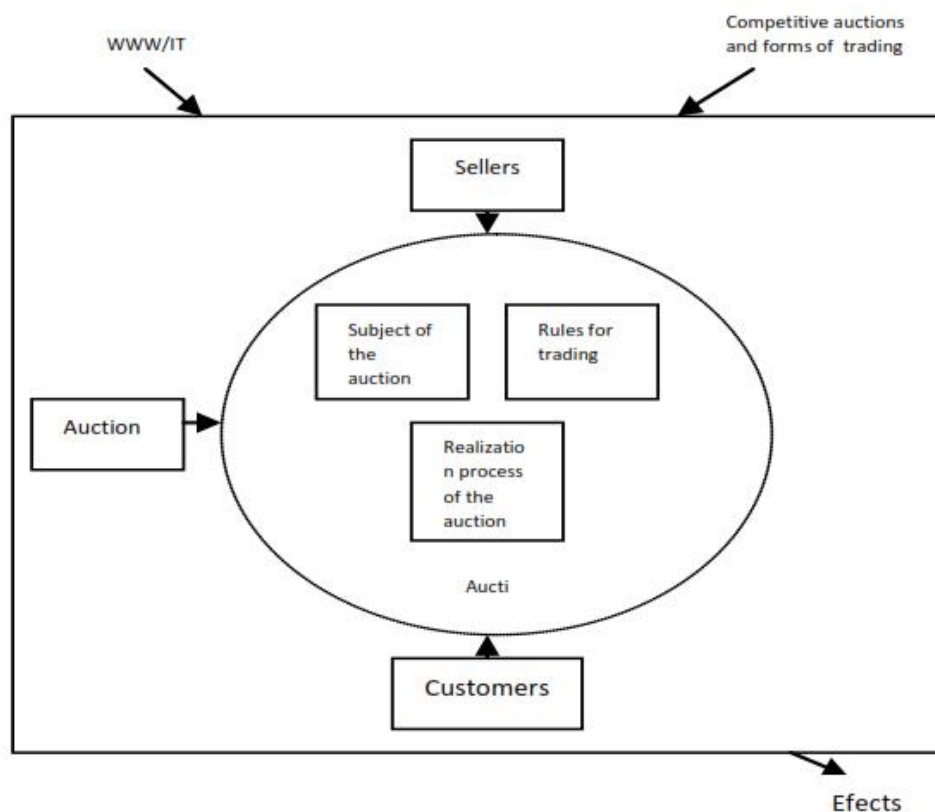 WWW/IT
Competitive auctions
and forms of trading
Sellers
Subject of
the
auction
Rules for
trading
Auction
Realizatio
n process
of the
auction
Aucti
Customers
Efects